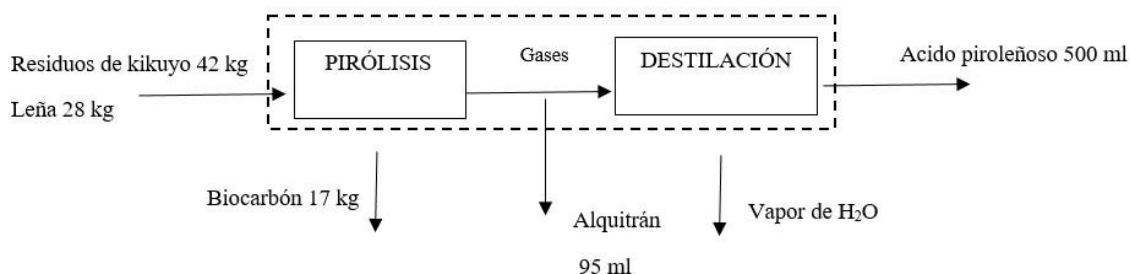 Residuos de kikuyo 42 kg
Leña 28 kg
PIRÓLISIS
Gases
DESTILACIÓN
Acido piroleñoso 500 ml
Biocarbón 17 kg
Alquitrán
95 ml
Vapor de H₂O